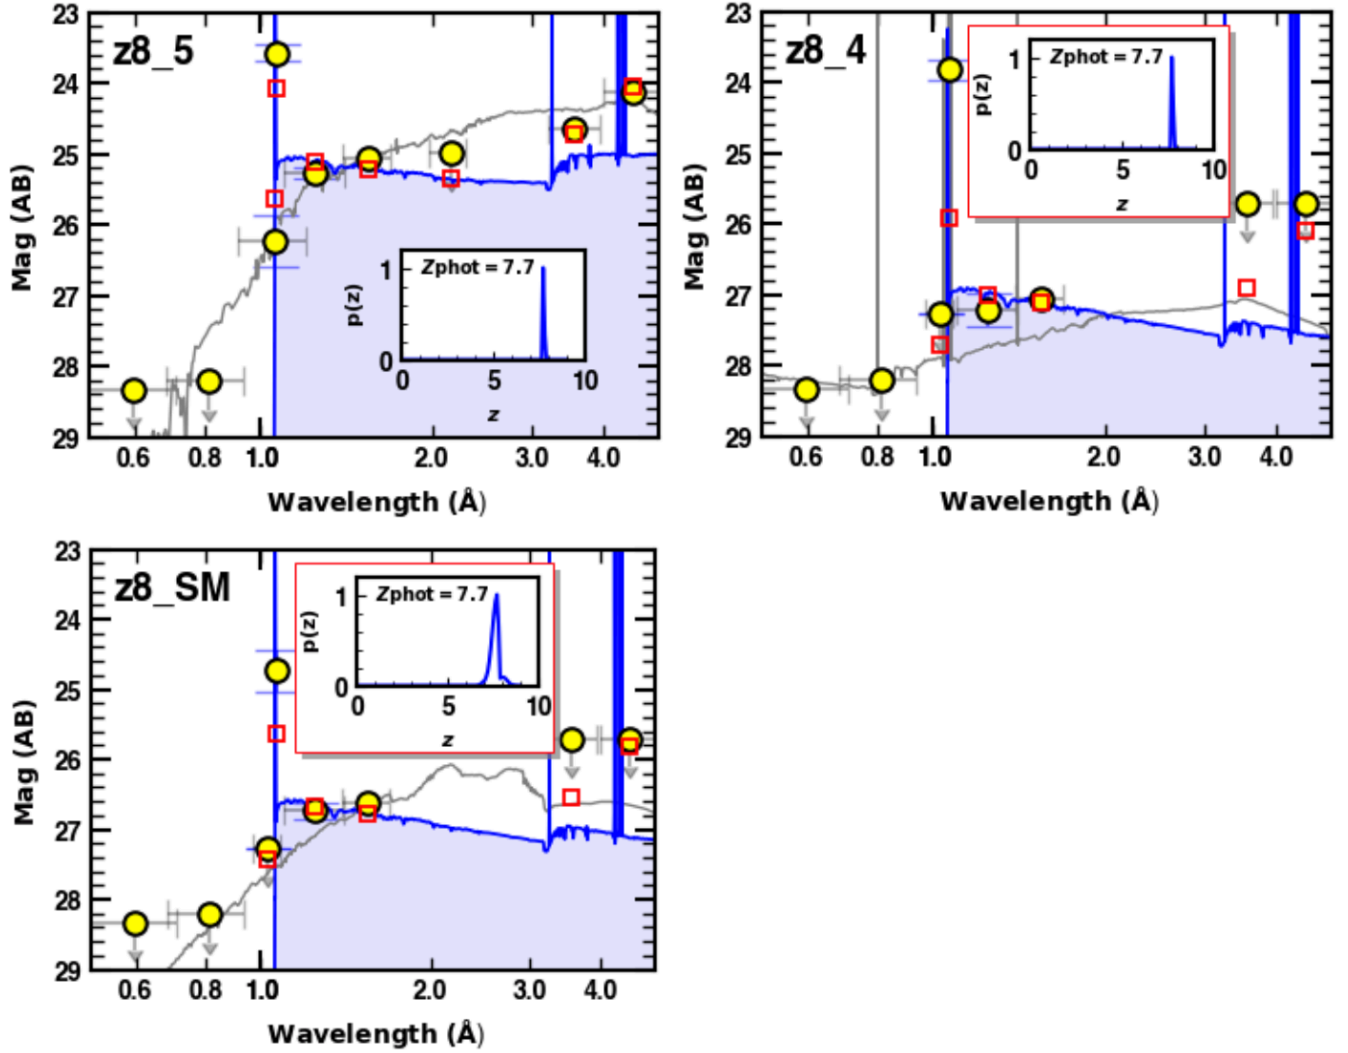 z8_5
Mag (AB)
23
24
25
26
27
28
29
0.6 0.8 1.0 2.0 3.0 4.0
Wavelength (Å)
Zphot = 7.7
p(z)
1
0
0 5 10
z
z8_4
Mag (AB)
23
24
25
26
27
28
29
0.6 0.8 1.0 2.0 3.0 4.0
Wavelength (Å)
Zphot = 7.7
p(z)
1
0
0 5 10
z
z8_SM
Mag (AB)
23
24
25
26
27
28
29
0.6 0.8 1.0 2.0 3.0 4.0
Wavelength (Å)
Zphot = 7.7
p(z)
1
0
0 5 10
z